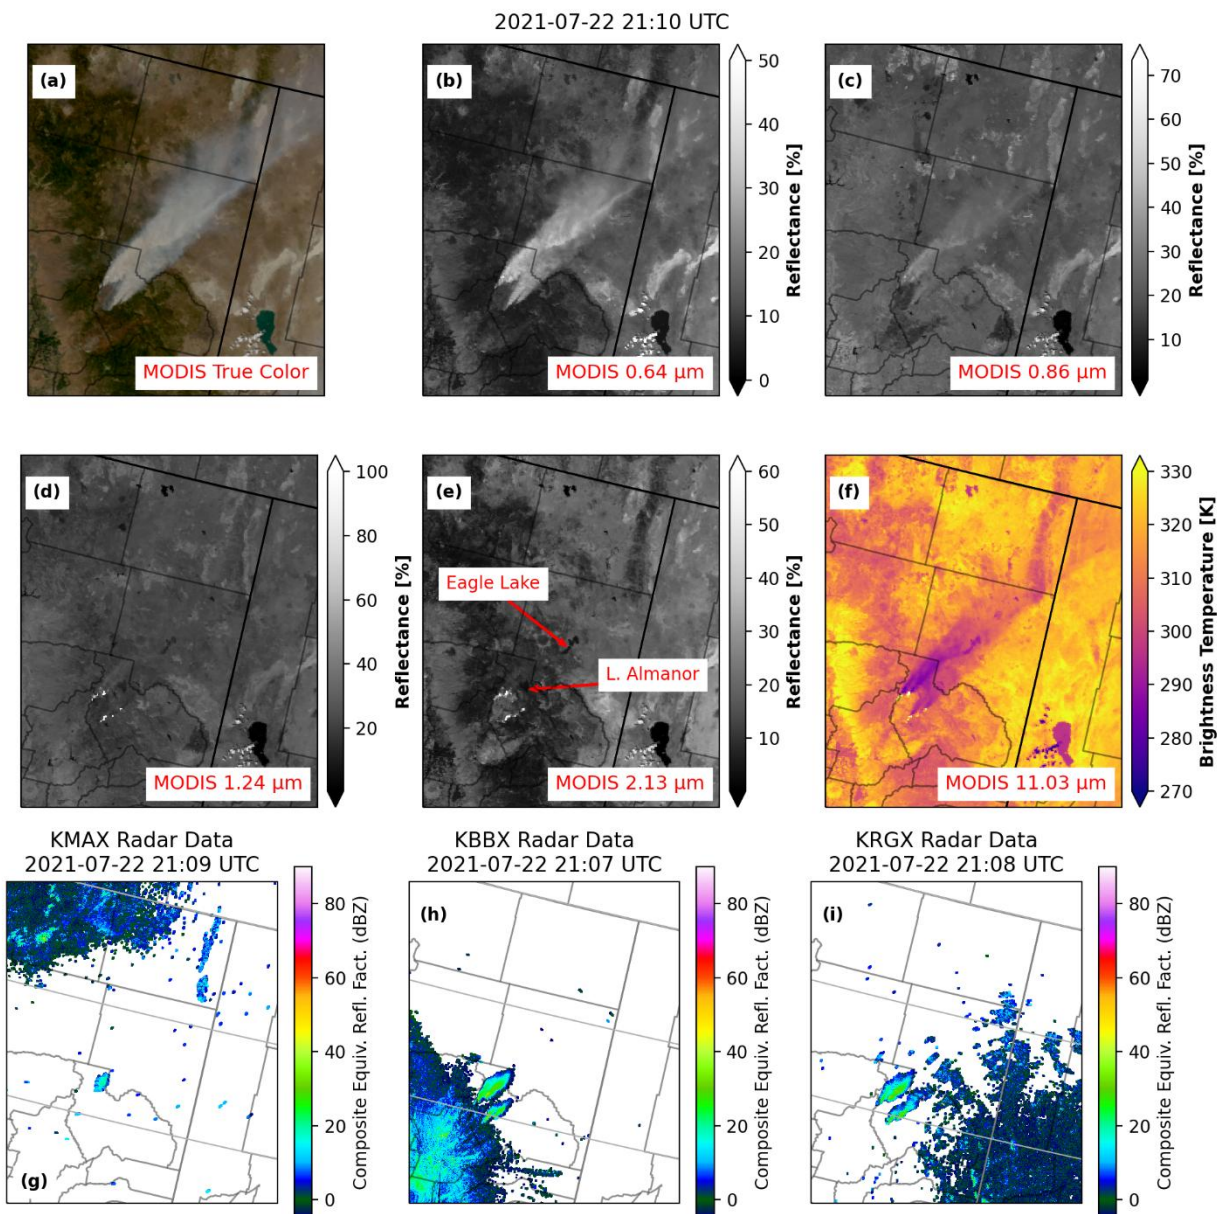 2021-07-22 21:10 UTC
(a)
MODIS True Color
(b)
MODIS 0.64 μm
50
40
30
20
10
0
Reflectance [%]
(c)
MODIS 0.86 μm
70
60
50
40
30
20
10
Reflectance [%]
(d)
MODIS 1.24 μm
100
80
60
40
20
Reflectance [%]
(e)
Eagle Lake
L. Almanor
MODIS 2.13 μm
60
50
40
30
20
10
Reflectance [%]
(f)
MODIS 11.03 μm
330
320
310
300
290
280
270
Brightness Temperature [K]
KMAX Radar Data
2021-07-22 21:09 UTC
(g)
80
60
40
20
0
Composite Equiv. Refl. Fact. (dBZ)
KBBX Radar Data
2021-07-22 21:07 UTC
(h)
80
60
40
20
0
Composite Equiv. Refl. Fact. (dBZ)
KRGX Radar Data
2021-07-22 21:08 UTC
(i)
80
60
40
20
0
Composite Equiv. Refl. Fact. (dBZ)